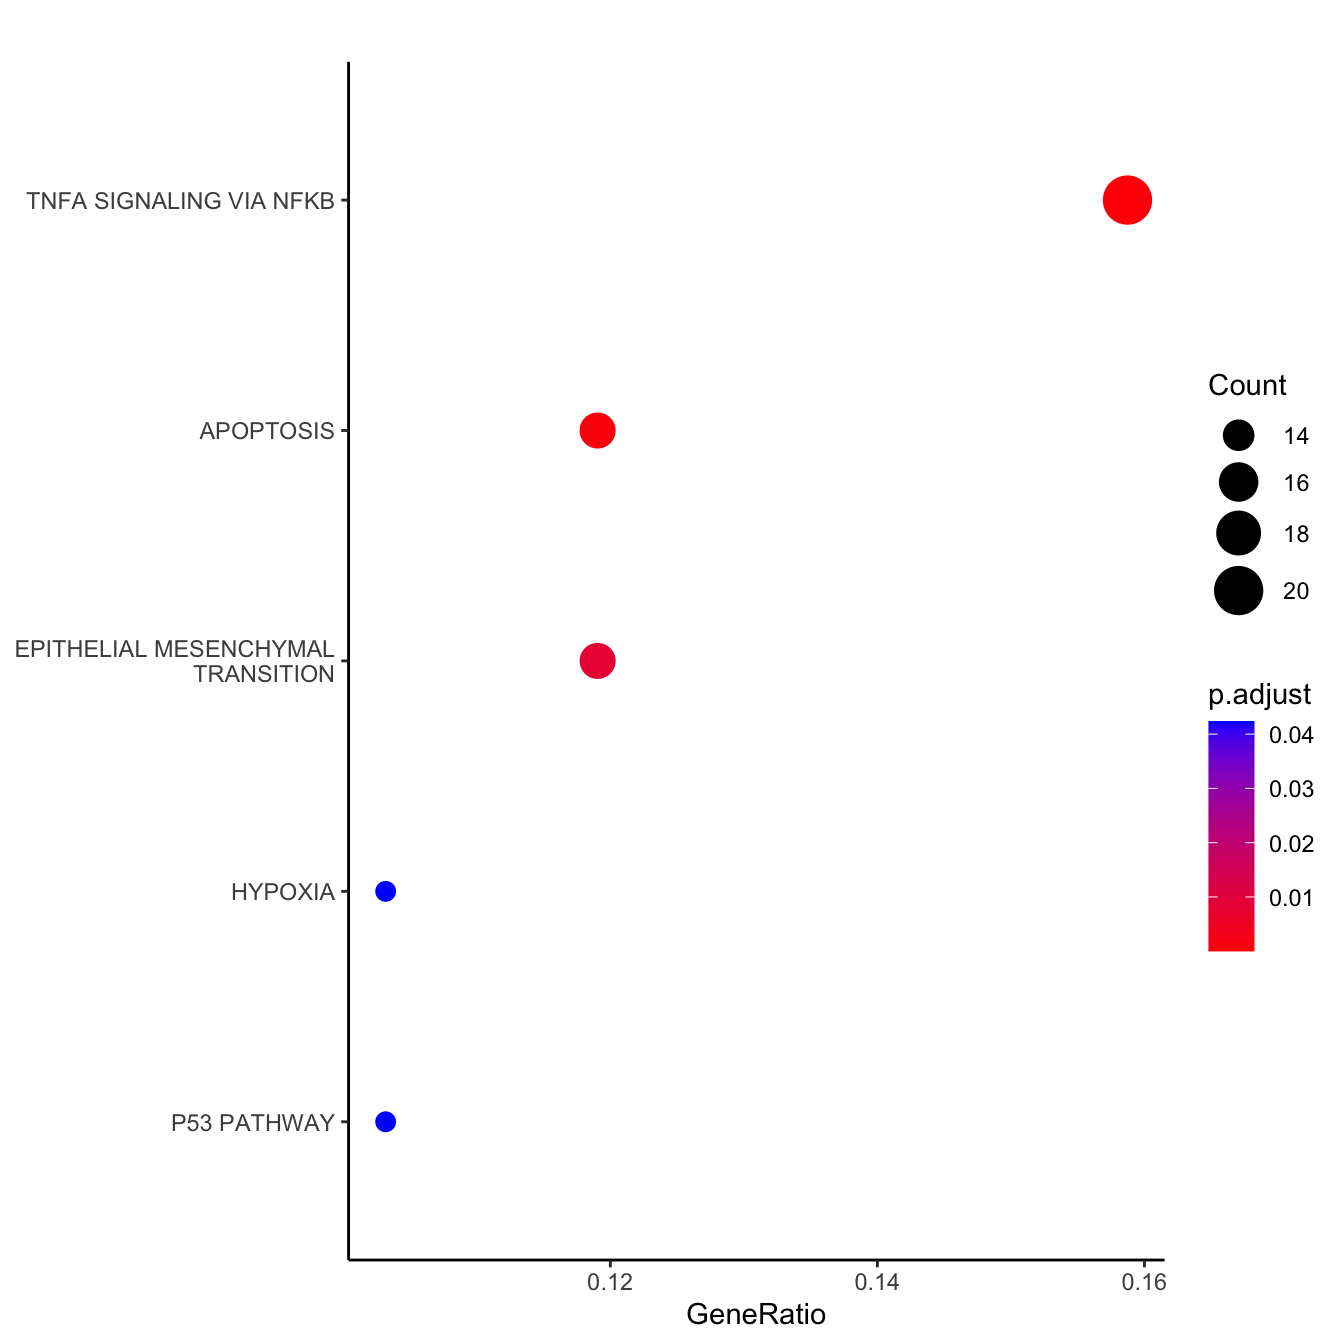 TNFA SIGNALING VIA NFKB
APOPTOSIS
EPITHELIAL MESENCHYMAL
TRANSITION
HYPOXIA
P53 PATHWAY
0.12
0.14
0.16
GeneRatio
Count
14
16
18
20
p.adjust
0.04
0.03
0.02
0.01